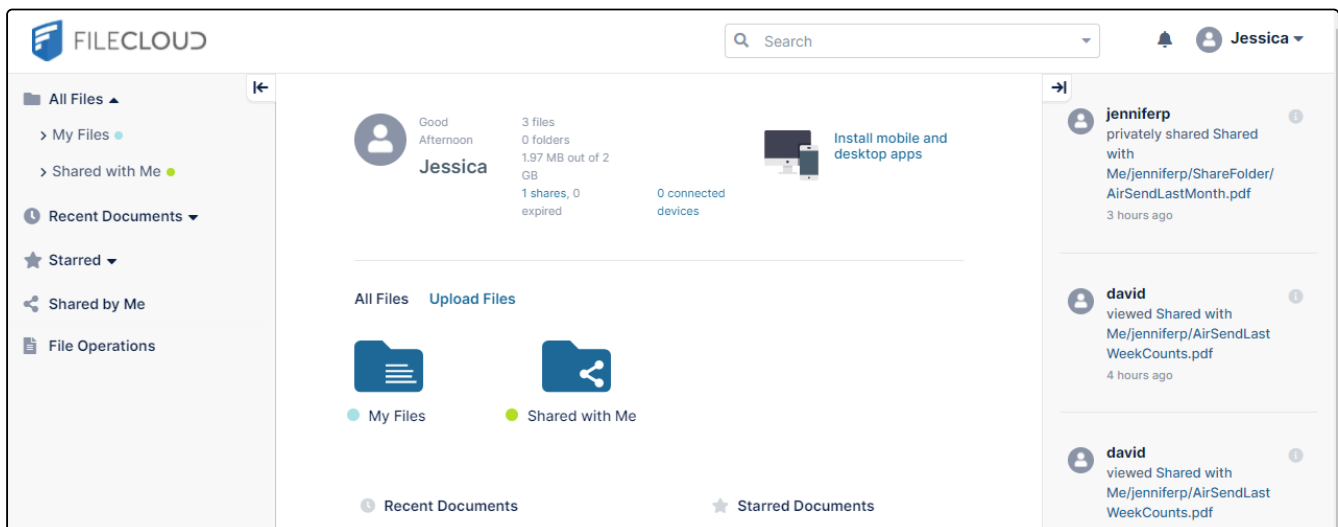 FILECLOUD
Search
Jessica
All Files
My Files
Shared with Me
Recent Documents
Starred
Shared by Me
File Operations
Good
Afternoon
Jessica
3 files
0 folders
1.97 MB out of 2
GB
1 shares, 0
expired
0 connected
devices
Install mobile and
desktop apps
All Files Upload Files
My Files
Shared with Me
Recent Documents
Starred Documents
jenniferp
privately shared Shared
with
Me/jenniferp/ShareFolder/
AirSendLastMonth.pdf
3 hours ago
david
viewed Shared with
Me/jenniferp/AirSendLast
WeekCounts.pdf
4 hours ago
david
viewed Shared with
Me/jenniferp/AirSendLast
WeekCounts.pdf